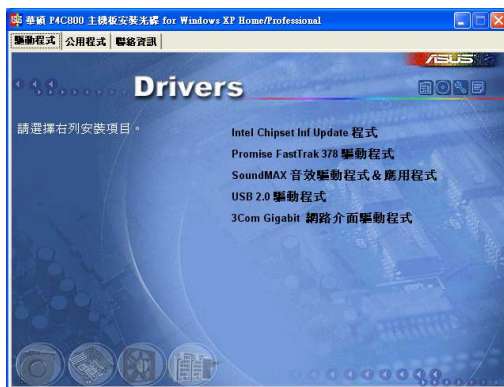 華碩 P4C800 主機板安裝光碟 for Windows XP Home/Professional
驅動程式 公用程式 聯絡資訊
/ISUS
Drivers
請選擇右列安裝項目。
Intel Chipset Inf Update 程式
Promise FastTrak 378 驅動程式
SoundMAX 音效驅動程式 & 應用程式
USB 2.0 驅動程式
3Com Gigabit 網路介面驅動程式